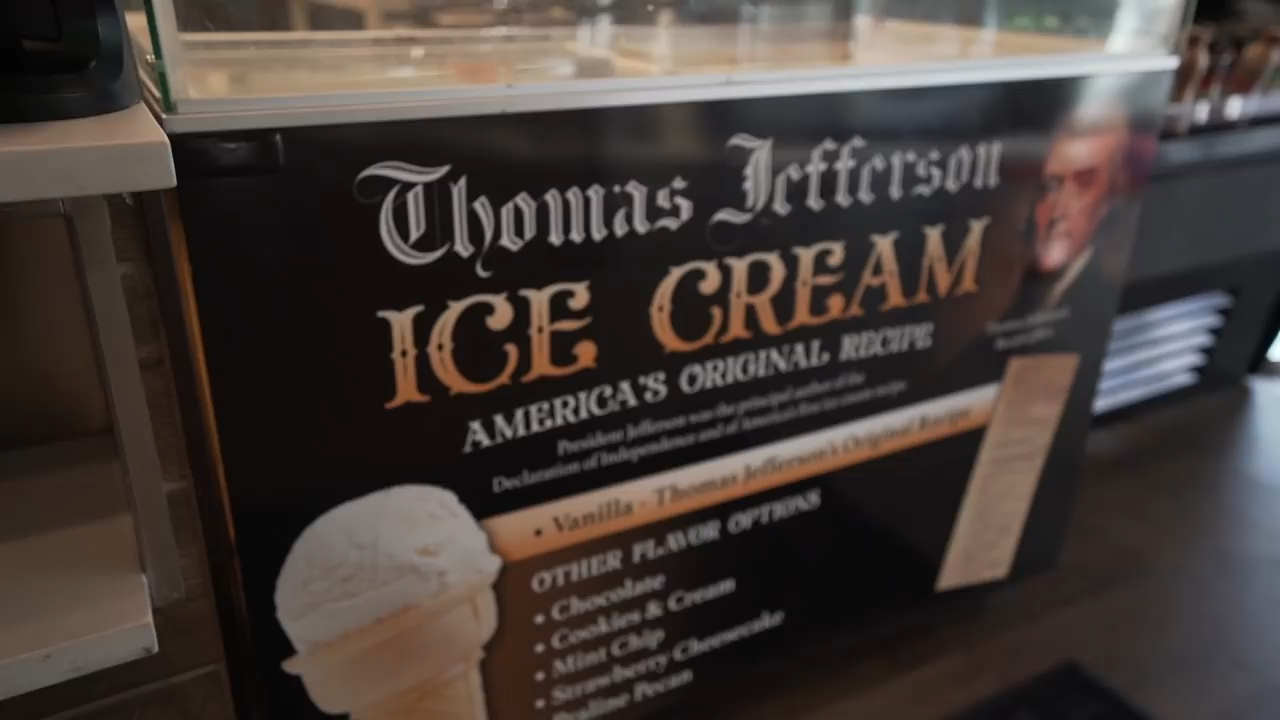 Thomas Jefferson
ICE CREAM
AMERICA'S ORIGINAL RECIPE
President Jefferson was the principal author of the
Declaration of Independence and of America's first ice cream recipe
• Vanilla - Thomas Jefferson's Original Recipe
OTHER FLAVOR OPTIONS
• Chocolate
• Cookies & Cream
• Mint Chip
• Strawberry Cheesecake
• Praline Pecan